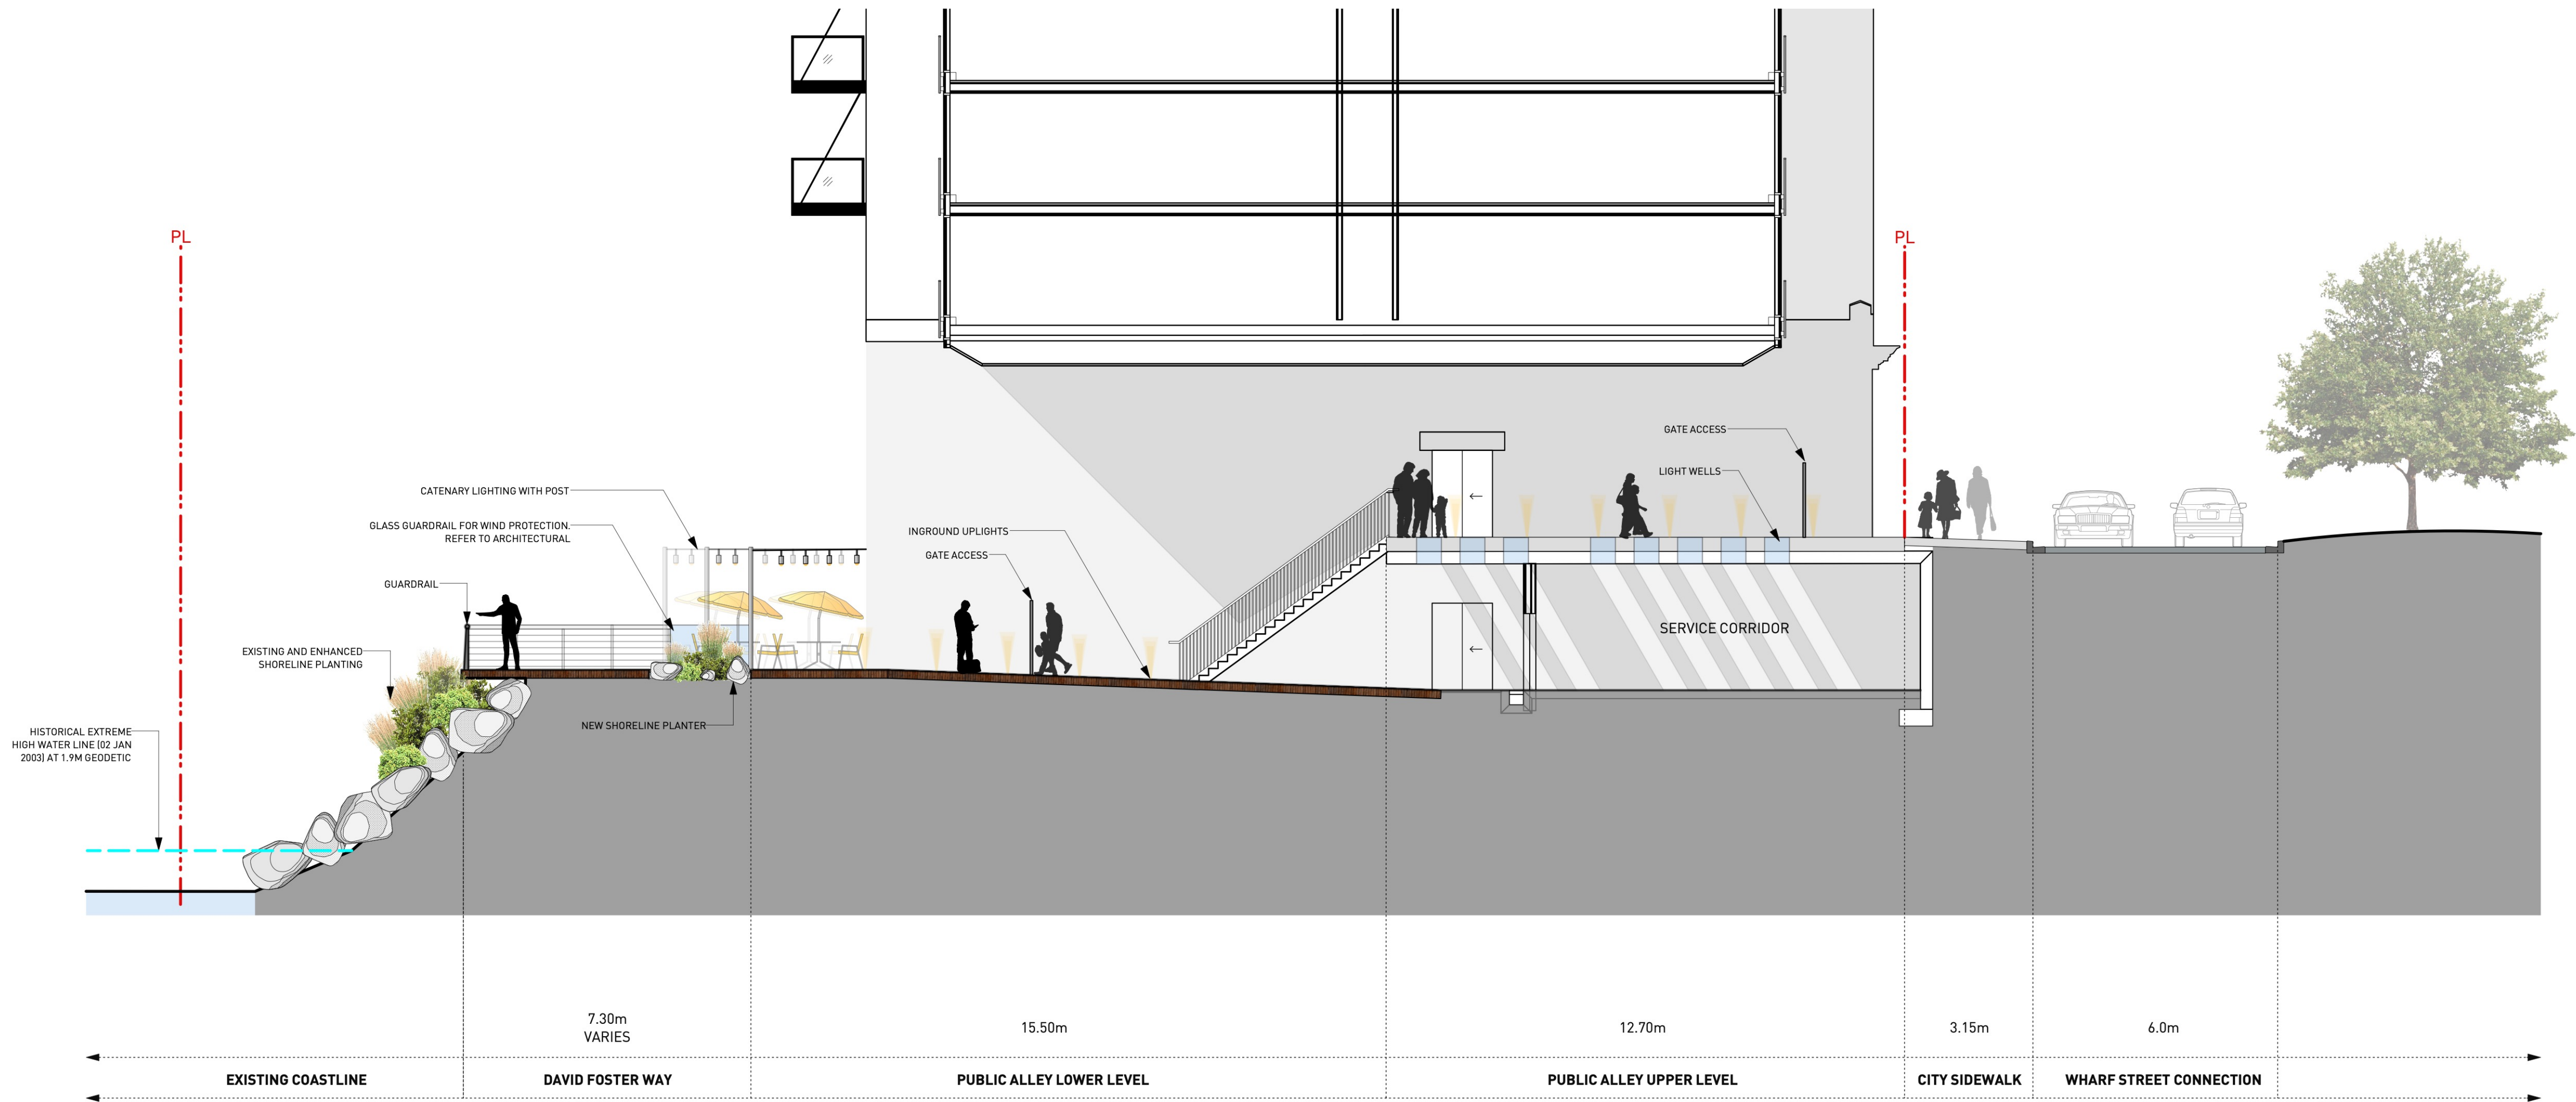 PL
PL
GATE ACCESS
LIGHT WELLS
CATENARY LIGHTING WITH POST
GLASS GUARDRAIL FOR WIND PROTECTION.
REFER TO ARCHITECTURAL
INGROUND UPLIGHTS
GATE ACCESS
GUARDRAIL
SERVICE CORRIDOR
EXISTING AND ENHANCED
SHORELINE PLANTING
NEW SHORELINE PLANTER
HISTORICAL EXTREME
HIGH WATER LINE (02 JAN
2003) AT 1.9M GEODETIC
7.30m
VARIES
15.50m
12.70m
3.15m
6.0m
EXISTING COASTLINE
DAVID FOSTER WAY
PUBLIC ALLEY LOWER LEVEL
PUBLIC ALLEY UPPER LEVEL
CITY SIDEWALK
WHARF STREET CONNECTION